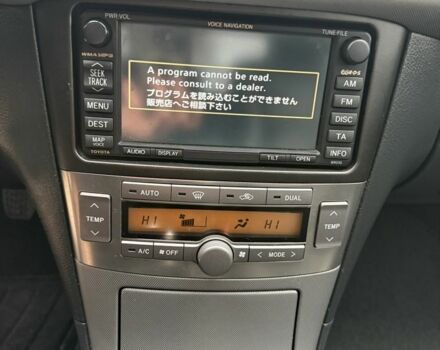 PWR·VOL
VOICE NAVIGATION
TUNE·FILE
WMA MP3
SEEK
TRACK
MENU
DEST
MAP
VOICE
TOYOTA
A program cannot be read.
Please consult to a dealer.
プログラムを読み込むことができません
販売店へご相談下さい
AM
FM
DISC
TA
INFO
AUDIO
DISPLAY
TILT
OPEN
AUTO
DUAL
TEMP
HI
HI
TEMP
A/C
OFF
< MODE >